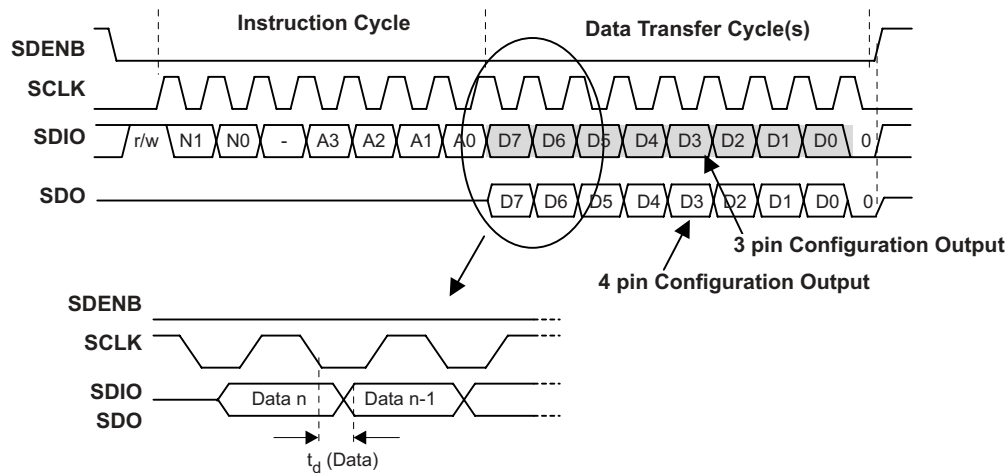 Instruction Cycle Data Transfer Cycle(s)
SDENB
SCLK
SDIO r/w N1 N0 - A3 A2 A1 A0 D7 D6 D5 D4 D3 D2 D1 D0 0
SDO D7 D6 D5 D4 D3 D2 D1 D0 0
3 pin Configuration Output
4 pin Configuration Output
SDENB
SCLK
SDIO
SDO
Data n Data n-1
td (Data)